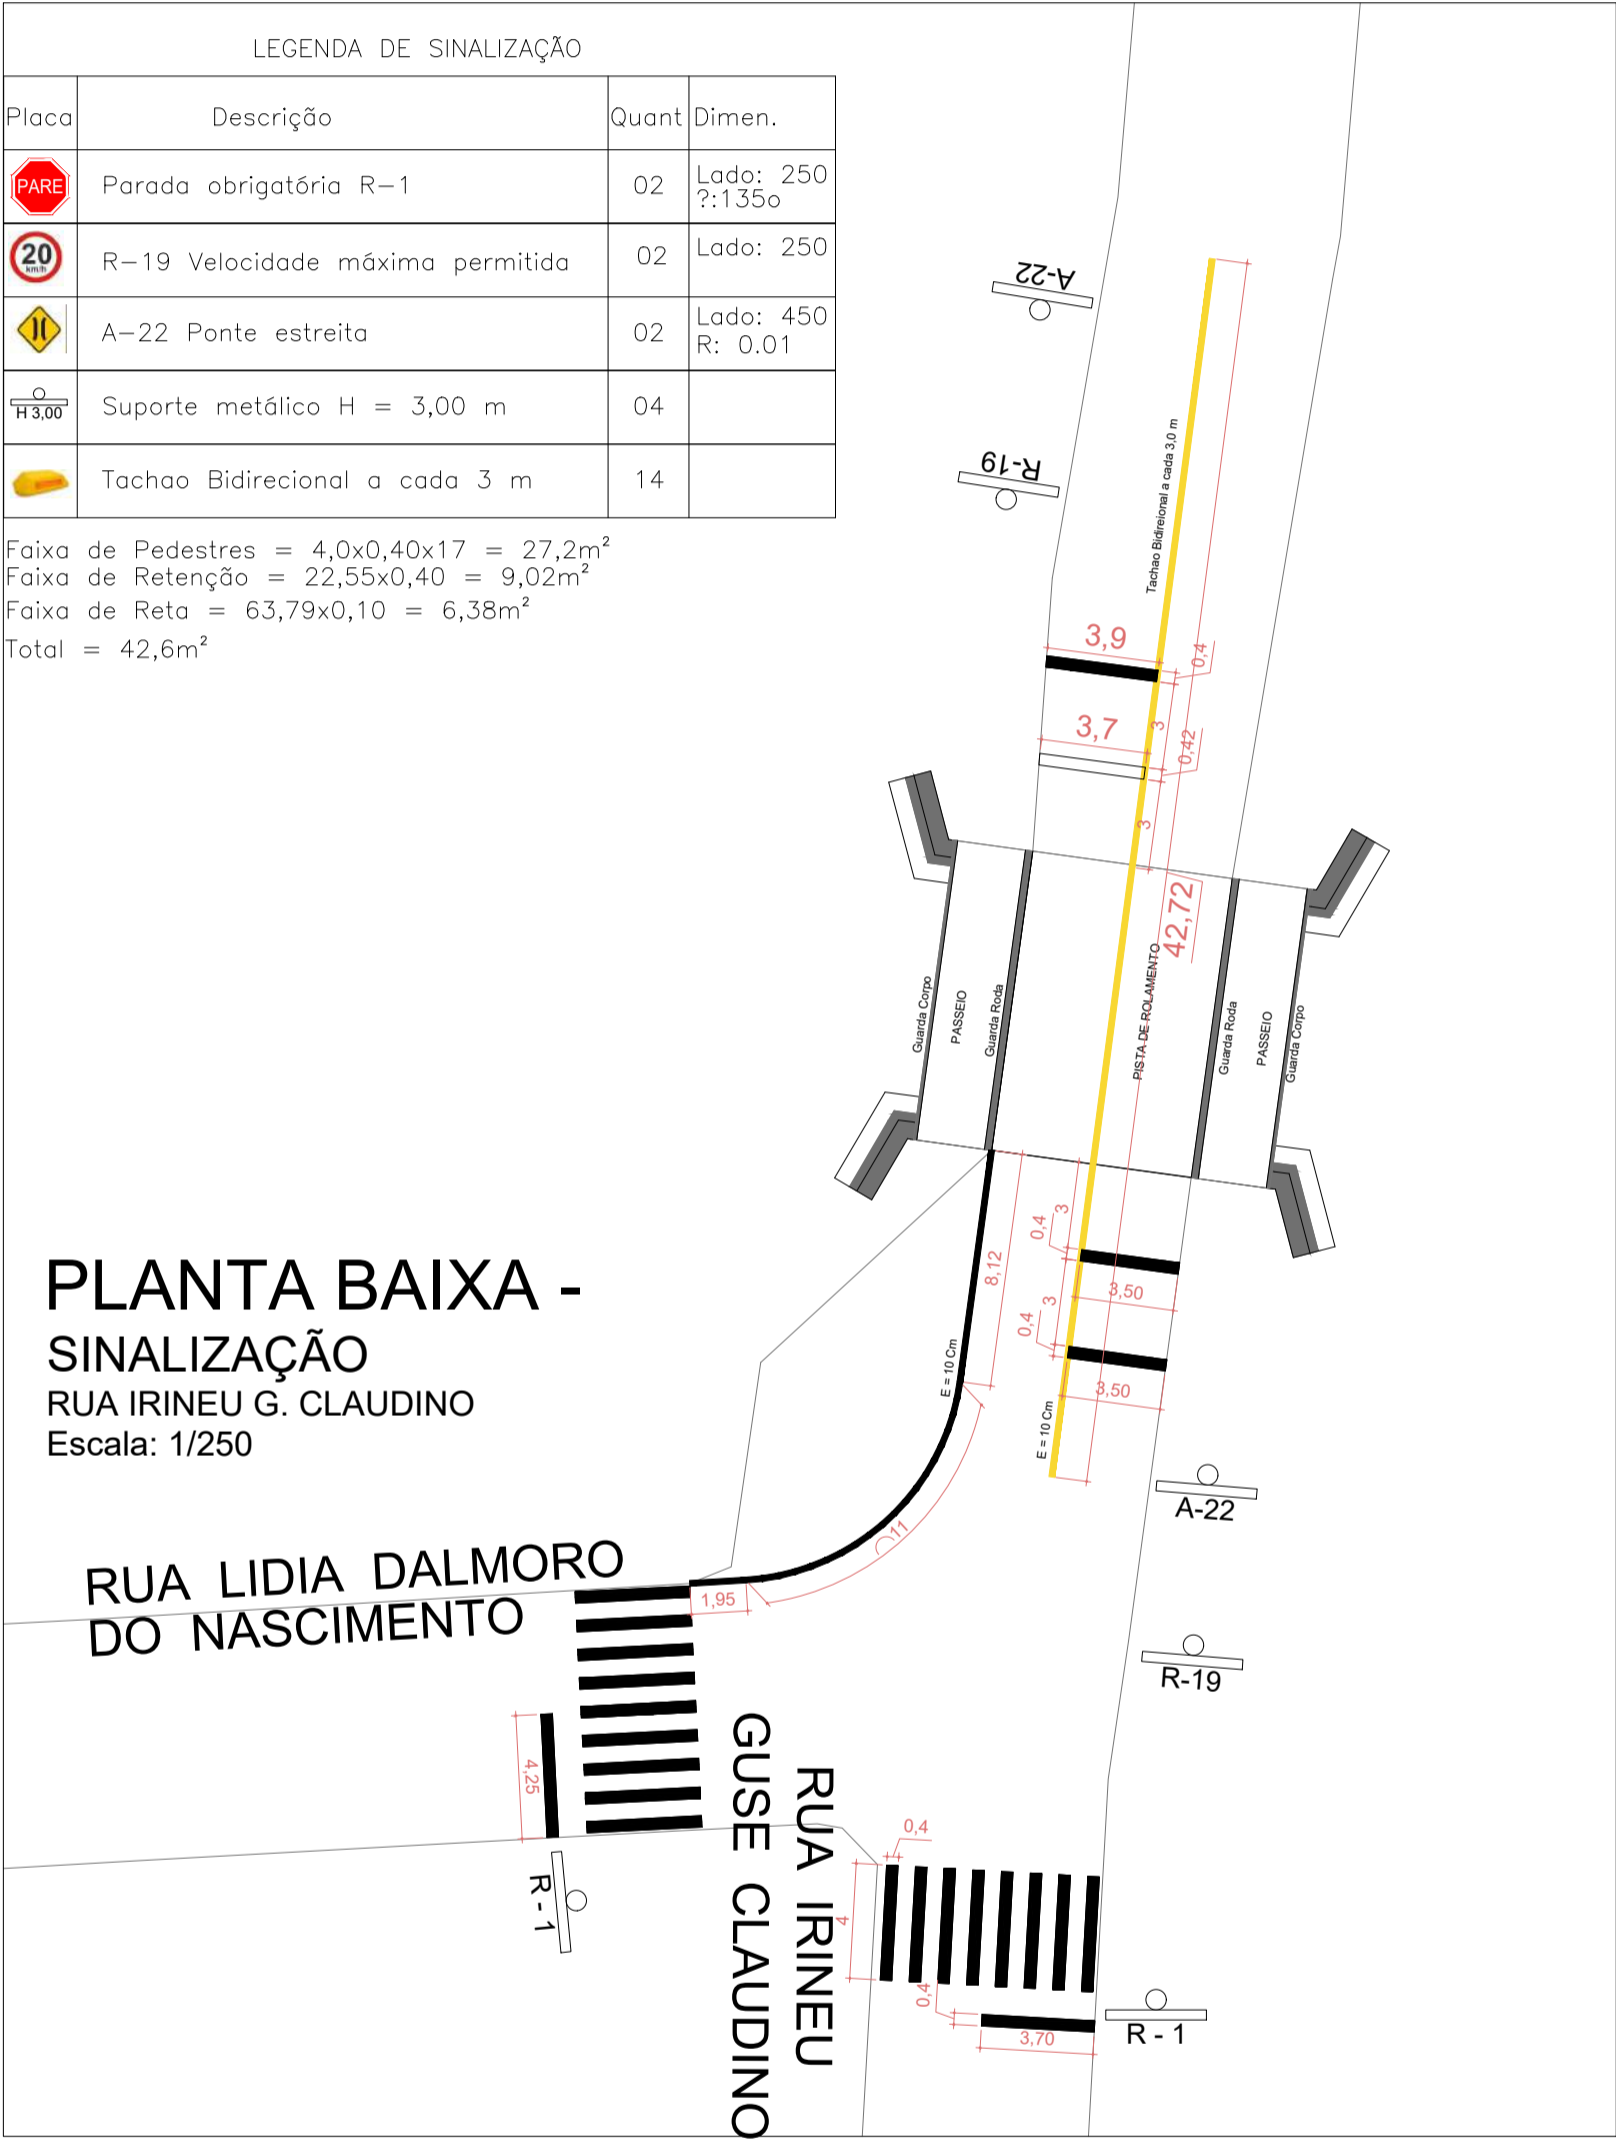 LEGENDA DE SINALIZAÇÃO
Placa Descrição Quant Dimen.
PARE Parada obrigatória R-1 02 Lado: 250
?:135o
20 km/h R-19 Velocidade máxima permitida 02 Lado: 250
A-22 Ponte estreita 02 Lado: 450
R: 0.01
H 3,00 Suporte metálico H = 3,00 m 04
Tachao Bidirecional a cada 3 m 14
Faixa de Pedestres = 4,0x0,40x17 = 27,2m²
Faixa de Retenção = 22,55x0,40 = 9,02m²
Faixa de Reta = 63,79x0,10 = 6,38m²
Total = 42,6m²
A-22
R-19
Tachao Bidireional a cada 3,0 m
3,9
0,4
3
3,7
0,42
3
42,72
Guarda Corpo
PASSEIO
Guarda Roda
PISTA DE ROLAMENTO
Guarda Roda
PASSEIO
Guarda Corpo
3
0,4
8,12
3,50
3
0,4
3,50
E = 10 Cm
E = 10 Cm
11
1,95
A-22
R-19
PLANTA BAIXA -
SINALIZAÇÃO
RUA IRINEU G. CLAUDINO
Escala: 1/250
RUA LIDIA DALMORO
DO NASCIMENTO
4,25
R - 1
RUA IRINEU
GUSE CLAUDINO
0,4
4
0,4
3,70
R - 1